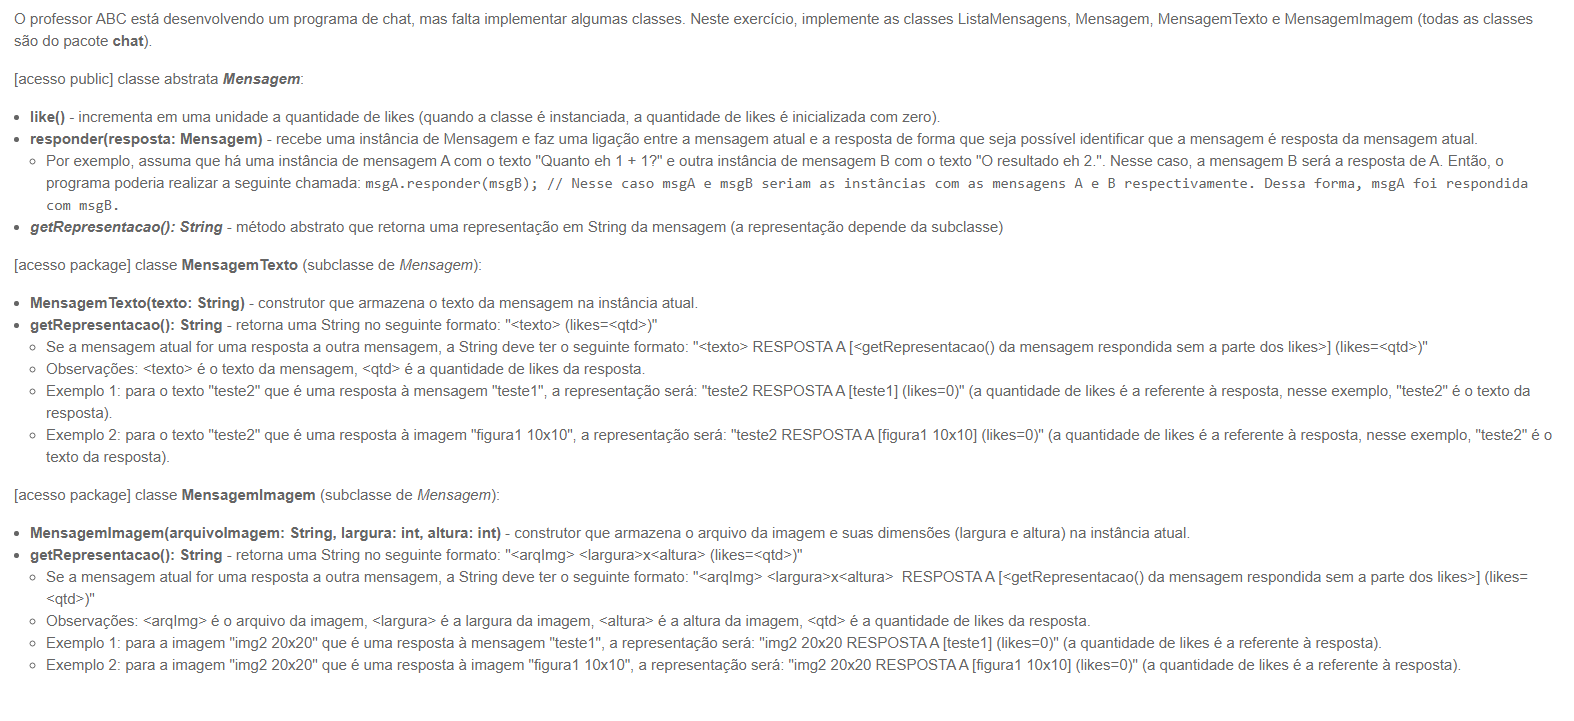 O professor ABC está desenvolvendo um programa de chat, mas falta implementar algumas classes. Neste exercício, implemente as classes ListaMensagens, Mensagem, MensagemTexto e MensagemImagem (todas as classes
são do pacote chat).
[acesso public] classe abstrata Mensagem:
• like() - incrementa em uma unidade a quantidade de likes (quando a classe é instanciada, a quantidade de likes é inicializada com zero).
• responder(resposta: Mensagem) - recebe uma instância de Mensagem e faz uma ligação entre a mensagem atual e a resposta de forma que seja possível identificar que a mensagem é resposta da mensagem atual.
◦ Por exemplo, assuma que há uma instância de mensagem A com o texto "Quanto eh 1 + 1?" e outra instância de mensagem B com o texto "O resultado eh 2.". Nesse caso, a mensagem B será a resposta de A. Então, o
programa poderia realizar a seguinte chamada: msgA.responder(msgB); // Nesse caso msgA e msgB seriam as instâncias com as mensagens A e B respectivamente. Dessa forma, msgA foi respondida
com msgB.
• getRepresentacao(): String - método abstrato que retorna uma representação em String da mensagem (a representação depende da subclasse)
[acesso package] classe MensagemTexto (subclasse de Mensagem):
• MensagemTexto(texto: String) - construtor que armazena o texto da mensagem na instância atual.
• getRepresentacao(): String - retorna uma String no seguinte formato: "<texto> (likes=<qtd>)"
◦ Se a mensagem atual for uma resposta a outra mensagem, a String deve ter o seguinte formato: "<texto> RESPOSTA A [<getRepresentacao() da mensagem respondida sem a parte dos likes>] (likes=<qtd>)"
◦ Observações: <texto> é o texto da mensagem, <qtd> é a quantidade de likes da resposta.
◦ Exemplo 1: para o texto "teste2" que é uma resposta à mensagem "teste1", a representação será: "teste2 RESPOSTA A [teste1] (likes=0)" (a quantidade de likes é a referente à resposta, nesse exemplo, "teste2" é o texto da
resposta).
◦ Exemplo 2: para o texto "teste2" que é uma resposta à imagem "figura1 10x10", a representação será: "teste2 RESPOSTA A [figura1 10x10] (likes=0)" (a quantidade de likes é a referente à resposta, nesse exemplo, "teste2" é o
texto da resposta).
[acesso package] classe MensagemImagem (subclasse de Mensagem):
• MensagemImagem(arquivoImagem: String, largura: int, altura: int) - construtor que armazena o arquivo da imagem e suas dimensões (largura e altura) na instância atual.
• getRepresentacao(): String - retorna uma String no seguinte formato: "<arqImg> <largura>x<altura> (likes=<qtd>)"
◦ Se a mensagem atual for uma resposta a outra mensagem, a String deve ter o seguinte formato: "<arqImg> <largura>x<altura>  RESPOSTA A [<getRepresentacao() da mensagem respondida sem a parte dos likes>] (likes=
<qtd>)"
◦ Observações: <arqImg> é o arquivo da imagem, <largura> é a largura da imagem, <altura> é a altura da imagem, <qtd> é a quantidade de likes da resposta.
◦ Exemplo 1: para a imagem "img2 20x20" que é uma resposta à mensagem "teste1", a representação será: "img2 20x20 RESPOSTA A [teste1] (likes=0)" (a quantidade de likes é a referente à resposta).
◦ Exemplo 2: para a imagem "img2 20x20" que é uma resposta à imagem "figura1 10x10", a representação será: "img2 20x20 RESPOSTA A [figura1 10x10] (likes=0)" (a quantidade de likes é a referente à resposta).